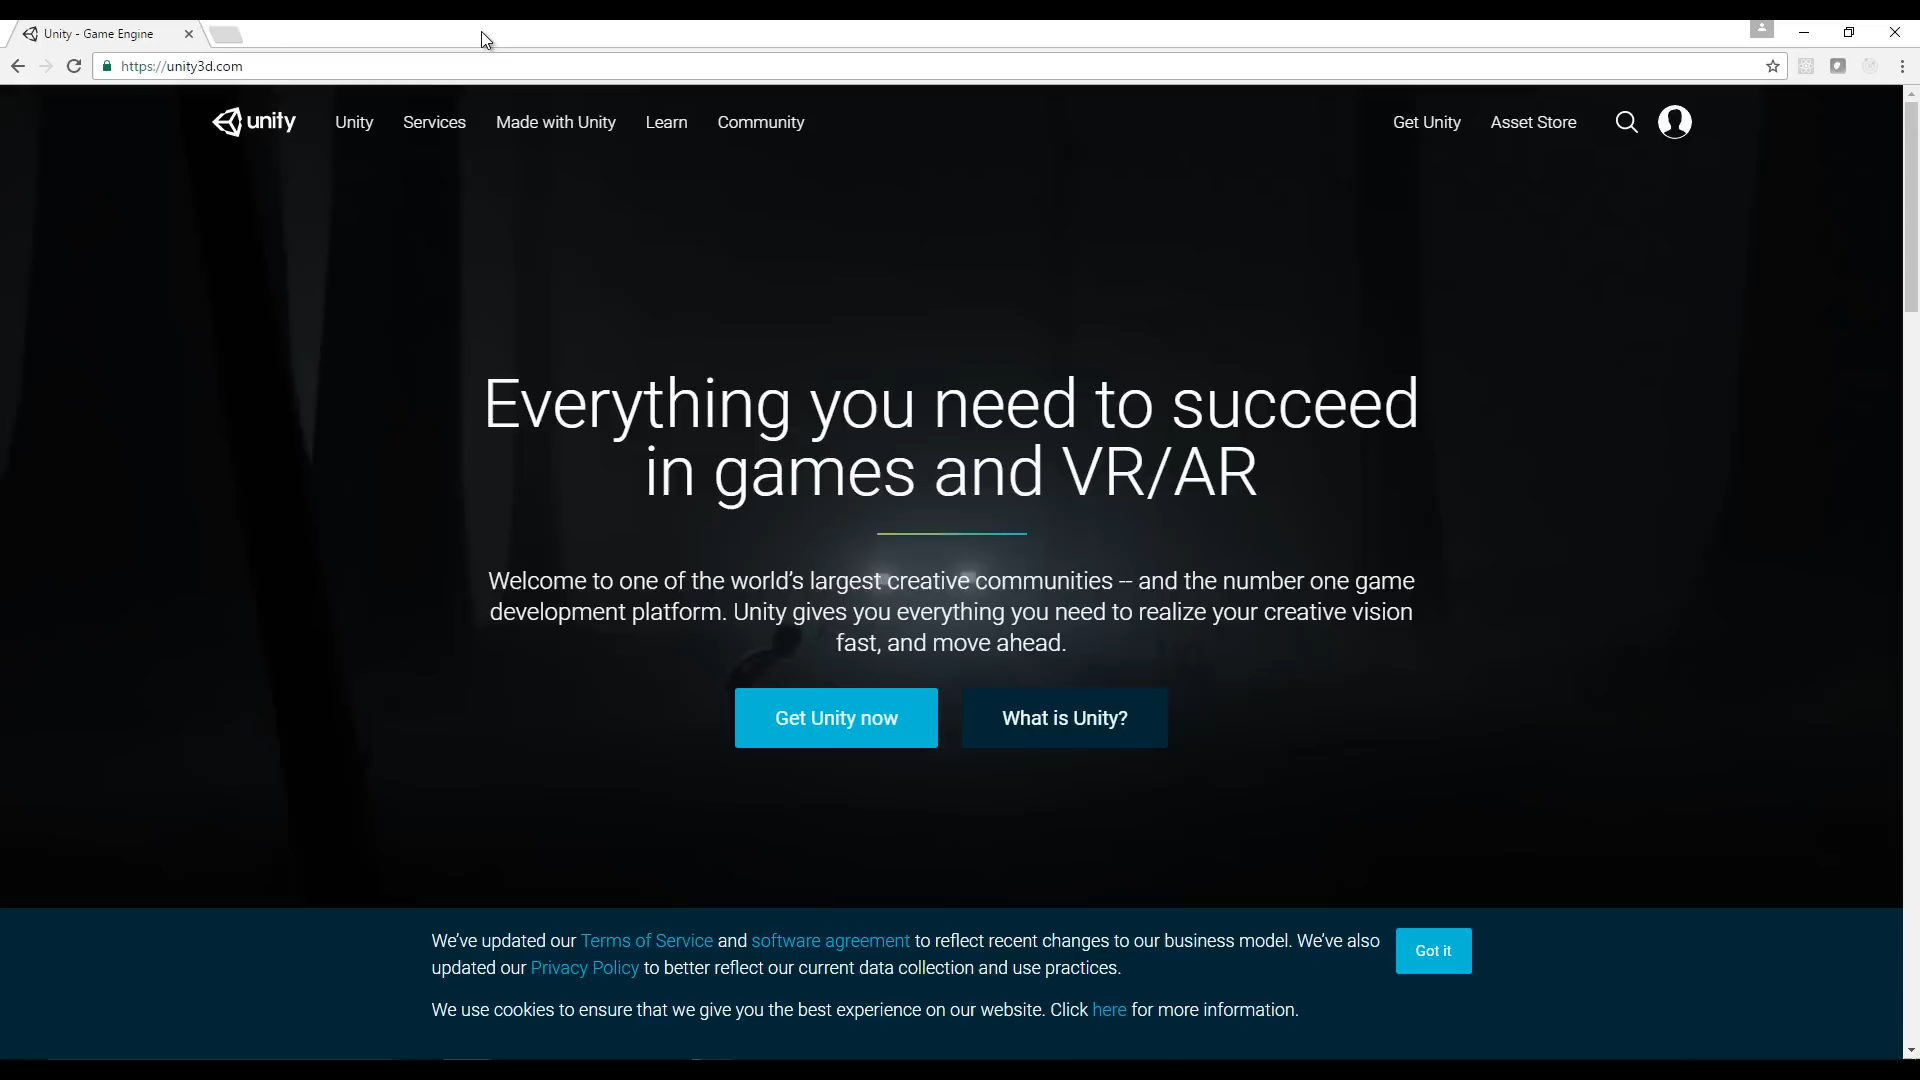 Unity - Game Engine
https://unity3d.com
unity Unity Services Made with Unity Learn Community Get Unity Asset Store
Everything you need to succeed
in games and VR/AR
Welcome to one of the world's largest creative communities -- and the number one game
development platform. Unity gives you everything you need to realize your creative vision
fast, and move ahead.
Get Unity now What is Unity?
We've updated our Terms of Service and software agreement to reflect recent changes to our business model. We've also
updated our Privacy Policy to better reflect our current data collection and use practices.
Got it
We use cookies to ensure that we give you the best experience on our website. Click here for more information.